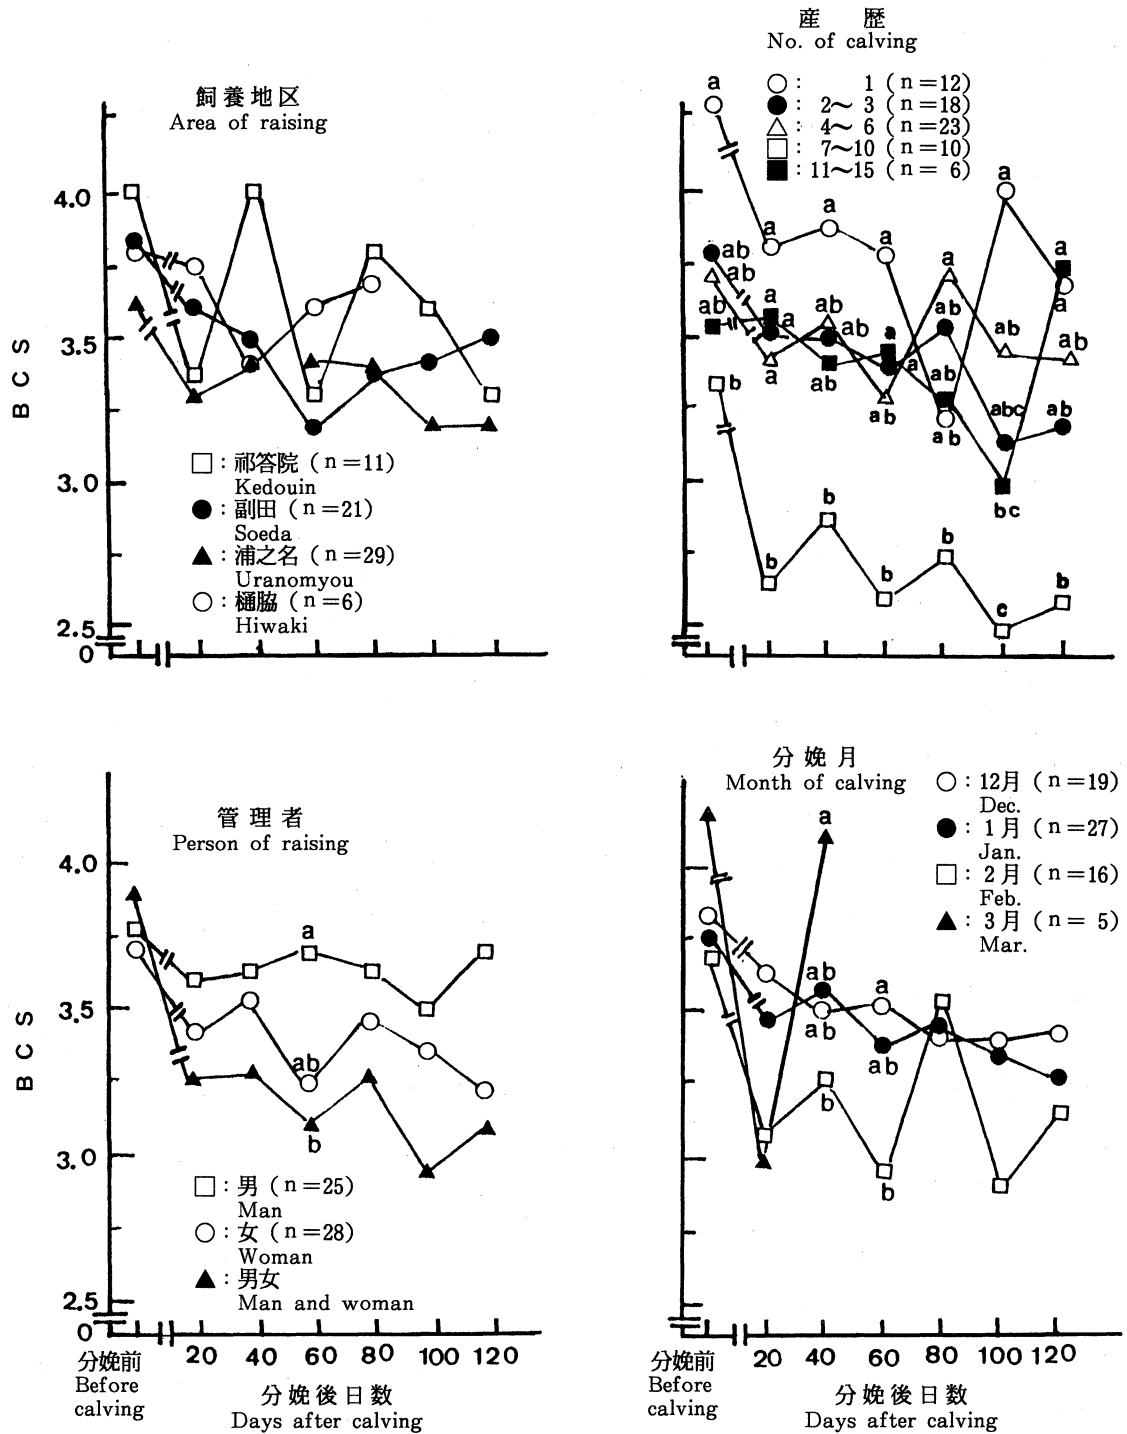 飼養地区
Area of raising
B C S
4.0
3.5
3.0
2.5
0
□ : 祁答院 ( n=11)
Kedouin
● : 副田 ( n=21)
Soeda
▲ : 浦之名 ( n=29)
Uranomyou
○ : 樋脇 ( n=6)
Hiwaki
産 歴
No. of calving
○ : 1 ( n=12)
● : 2～ 3 ( n=18)
△ : 4～ 6 ( n=23)
□ : 7～10 ( n=10)
■ : 11～15 ( n= 6)
a
a
a
a
a
a
a
ab
ab
ab
a
a
a
ab
ab
ab
a
a
ab
a
ab
ab
ab
ab
abc
bc
ab
ab
b
b
b
b
b
c
b
管理者
Person of raising
B C S
4.0
3.5
3.0
2.5
0
a
ab
b
□ : 男 ( n=25)
Man
○ : 女 ( n=28)
Woman
▲ : 男女
Man and woman
分娩前
Before
calving
20 40 60 80 100 120
分娩後日数
Days after calving
分娩月
Month of calving
○ : 12月 ( n=19)
Dec.
● : 1月 ( n=27)
Jan.
□ : 2月 ( n=16)
Feb.
▲ : 3月 ( n= 5)
Mar.
a
ab
ab
b
a
ab
b
分娩前
Before
calving
20 40 60 80 100 120
分娩後日数
Days after calving